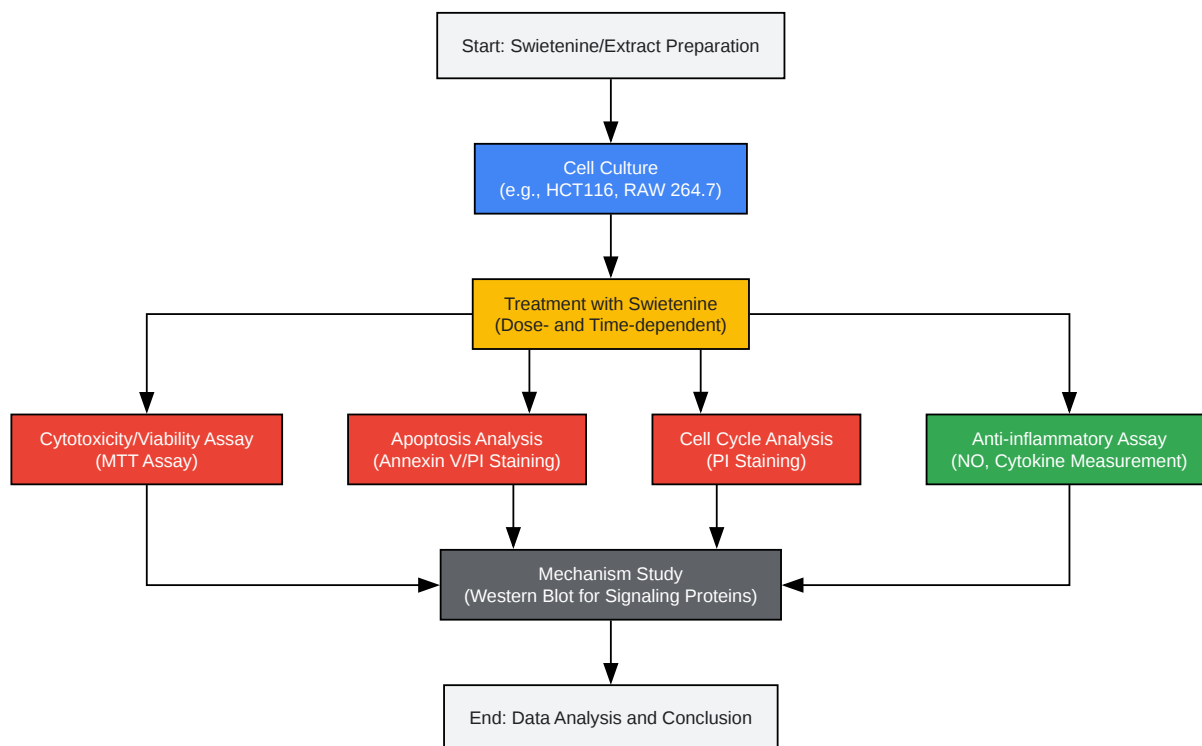 Start: Swietenine/Extract Preparation
Cell Culture
(e.g., HCT116, RAW 264.7)
Treatment with Swietenine
(Dose- and Time-dependent)
Cytotoxicity/Viability Assay
(MTT Assay)
Apoptosis Analysis
(Annexin V/PI Staining)
Cell Cycle Analysis
(PI Staining)
Anti-inflammatory Assay
(NO, Cytokine Measurement)
Mechanism Study
(Western Blot for Signaling Proteins)
End: Data Analysis and Conclusion